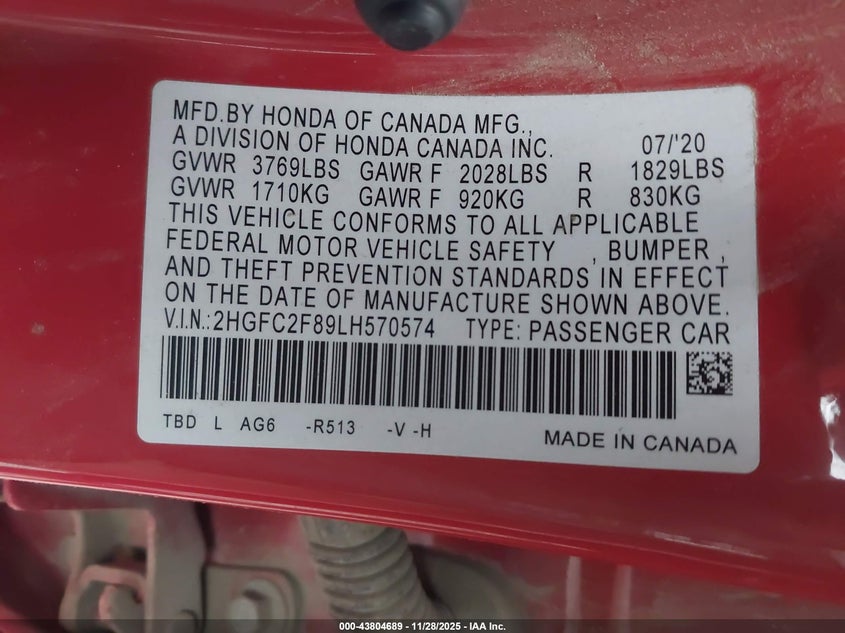 MFD.BY HONDA OF CANADA MFG.,
A DIVISION OF HONDA CANADA INC. 07/'20
GVWR 3769LBS GAWR F 2028LBS R 1829LBS
GVWR 1710KG GAWR F 920KG R 830KG
THIS VEHICLE CONFORMS TO ALL APPLICABLE
FEDERAL MOTOR VEHICLE SAFETY , BUMPER ,
AND THEFT PREVENTION STANDARDS IN EFFECT
ON THE DATE OF MANUFACTURE SHOWN ABOVE.
V.I.N.:2HGFC2F89LH570574 TYPE: PASSENGER CAR
TBD L AG6 -R513 -V -H
MADE IN CANADA
000-43804689 - 11/28/2025 - IAA Inc.